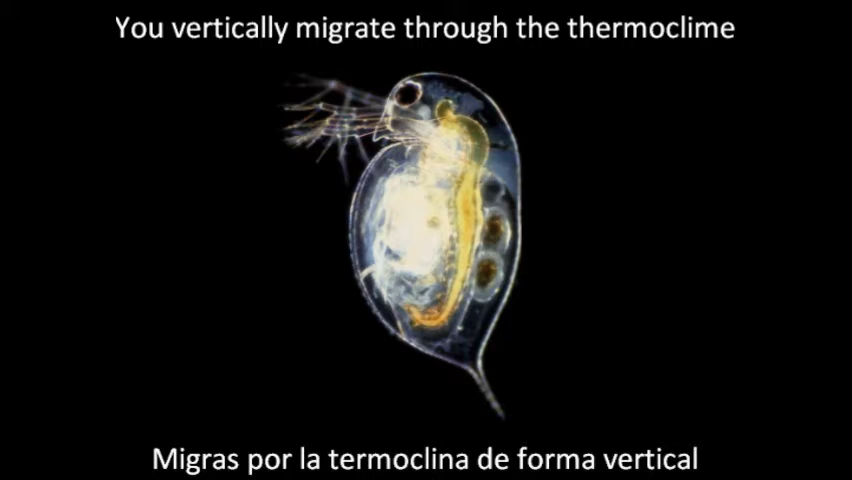 You vertically migrate through the thermoclime
Migras por la termoclina de forma vertical